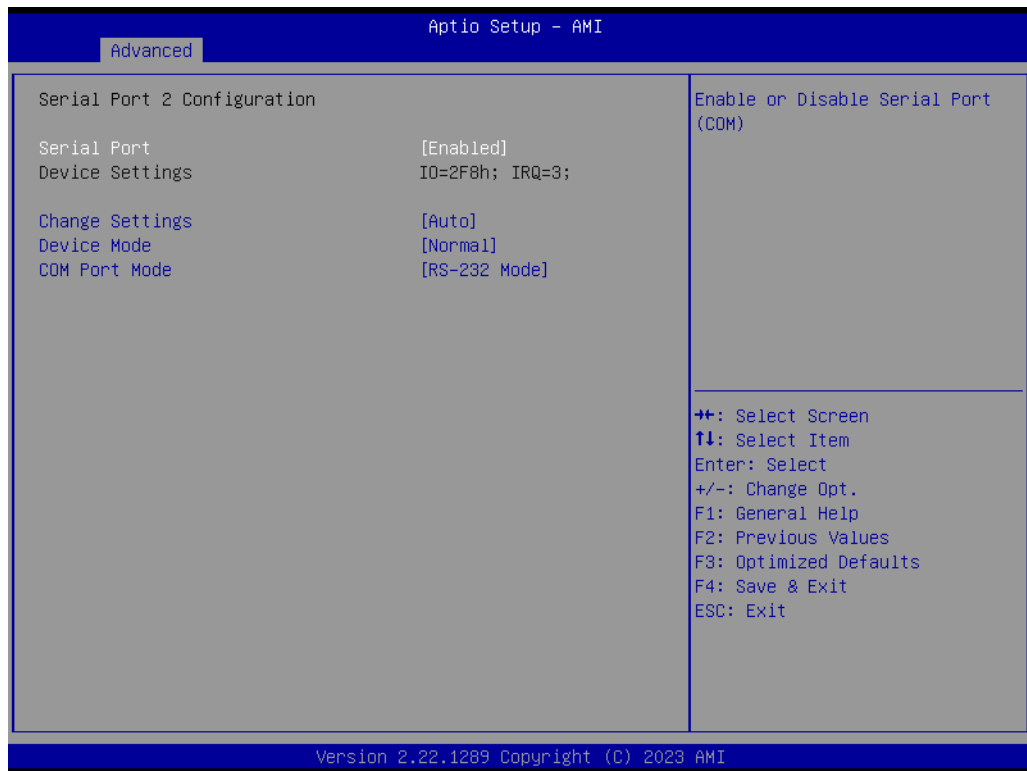 Aptio Setup – AMI
Advanced
Serial Port 2 Configuration
Serial Port [Enabled]
Device Settings IO=2F8h; IRQ=3;
Change Settings [Auto]
Device Mode [Normal]
COM Port Mode [RS-232 Mode]
Enable or Disable Serial Port
(COM)
→←: Select Screen
↑↓: Select Item
Enter: Select
+/-: Change Opt.
F1: General Help
F2: Previous Values
F3: Optimized Defaults
F4: Save & Exit
ESC: Exit
Version 2.22.1289 Copyright (C) 2023 AMI